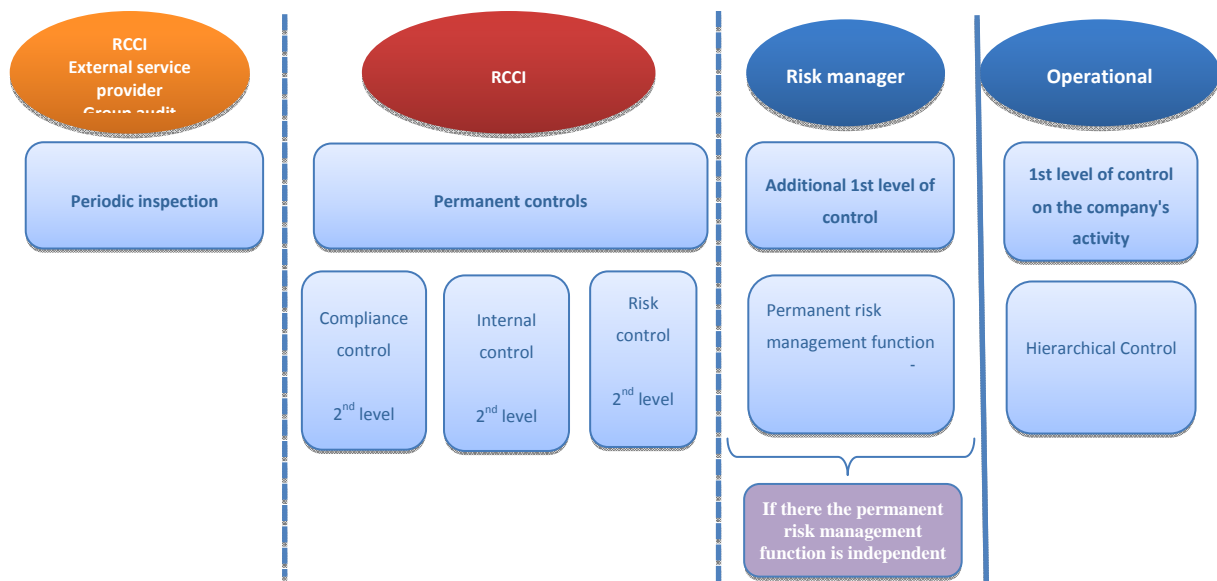 RCCI
External service
provider
Group audit
RCCI
Risk manager
Operational
Periodic inspection
Permanent controls
Additional 1st level of
control
1st level of control
on the company's
activity
Compliance
control
2nd level
Internal
control
2nd level
Risk
control
2nd level
Permanent risk
management function
-
Hierarchical Control
If there the permanent
risk management
function is independent